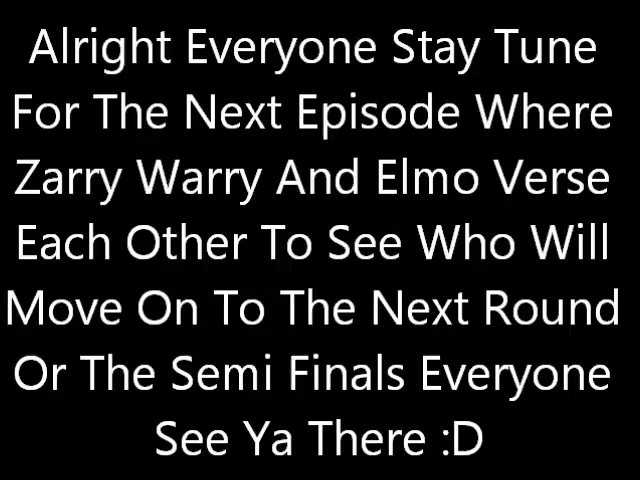 Alright Everyone Stay Tune
For The Next Episode Where
Zarry Warry And Elmo Verse
Each Other To See Who Will
Move On To The Next Round
Or The Semi Finals Everyone
See Ya There :D